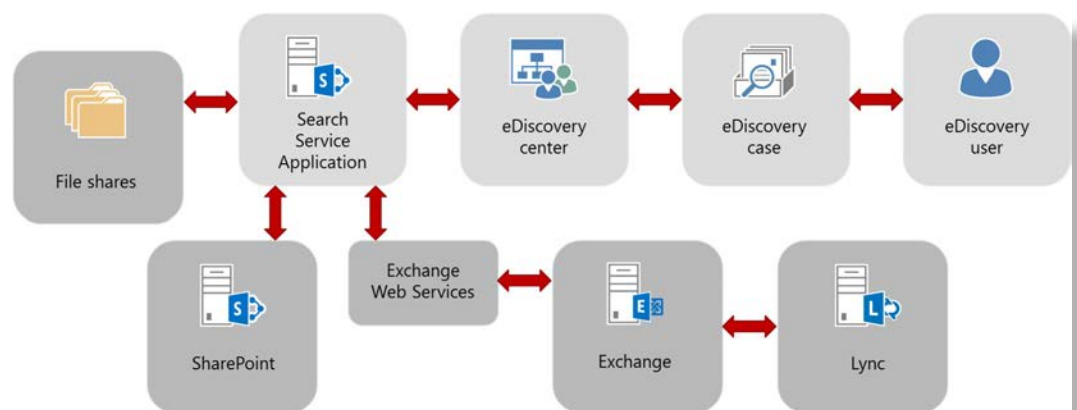 File shares
Search
Service
Application
eDiscovery
center
eDiscovery
case
eDiscovery
user
SharePoint
Exchange
Web Services
Exchange
Lync
S
S
E
L